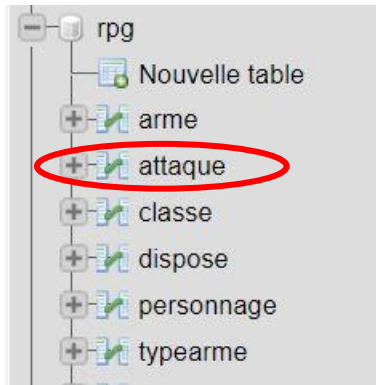 rpg
Nouvelle table
arme
attaque
classe
dispose
personnage
typearme